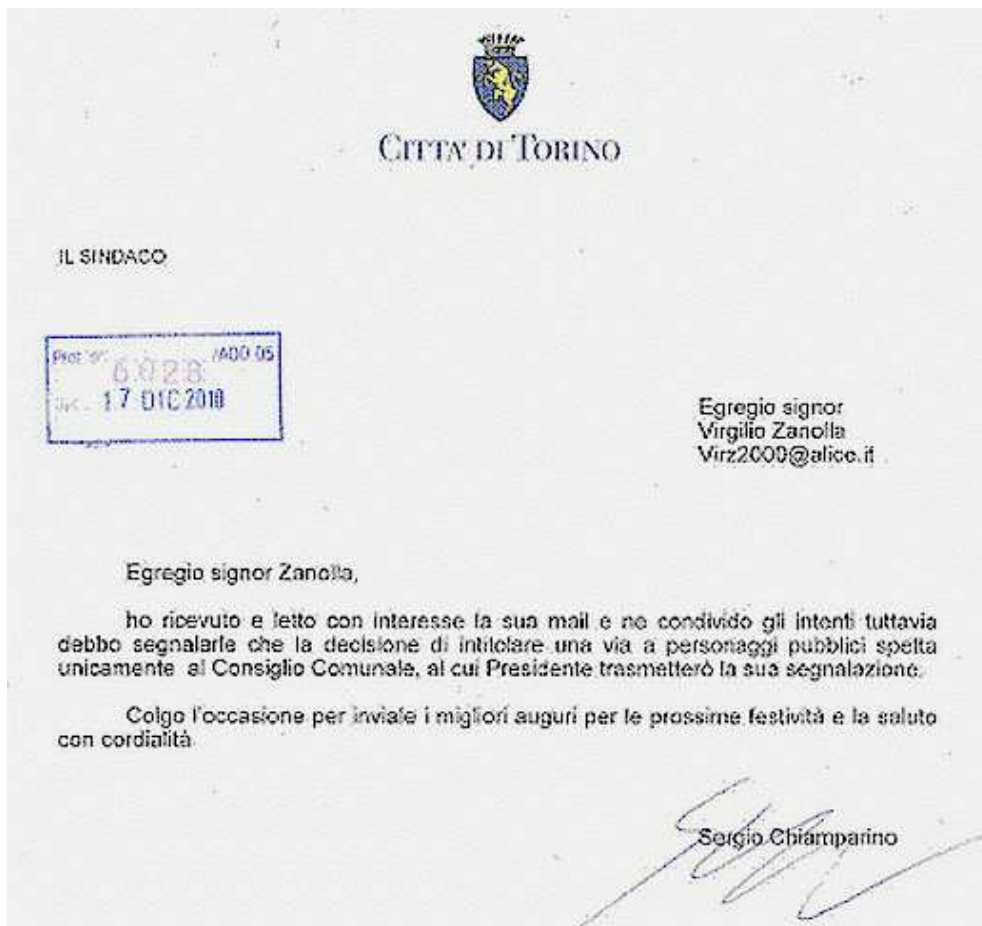 CITTA' DI TORINO
IL SINDACO
/A00 05
6028
17 DIC 2010
Egregio signor
Virgilio Zanolla
Virz2000@alice.it
Egregio signor Zanolla,
ho ricevuto e letto con interesse la sua mail e ne condivido gli intenti tuttavia
debbo segnalarle che la decisione di intitolare una via a personaggi pubblici spetta
unicamente al Consiglio Comunale, al cui Presidente trasmetterò la sua segnalazione.
Colgo l'occasione per inviale i migliori auguri per le prossime festività e la saluto
con cordialità
Sergio Chiamparino